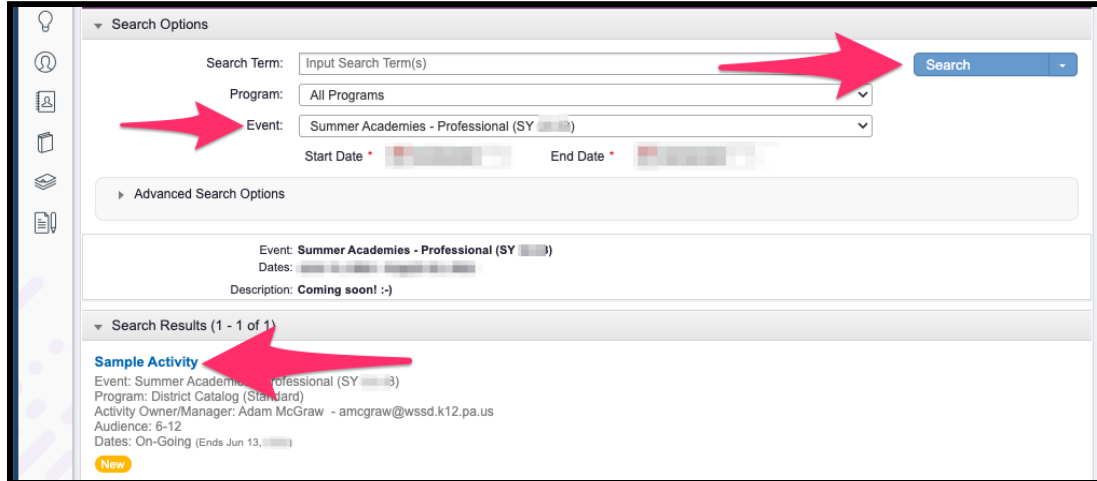 Search Options
Search Term: Input Search Term(s) Search
Program: All Programs
Event: Summer Academies - Professional (SY )
Start Date * End Date *
Advanced Search Options
Event: Summer Academies - Professional (SY )
Dates:
Description: Coming soon! :-)
Search Results (1 - 1 of 1)
Sample Activity
Event: Summer (SY 3)
Program: District Catalog (Standard)
Activity Owner/Manager: Adam McGraw - amcgraw@wssd.k12.pa.us
Audience: 6-12
Dates: On-Going (Ends Jun 13, )
New